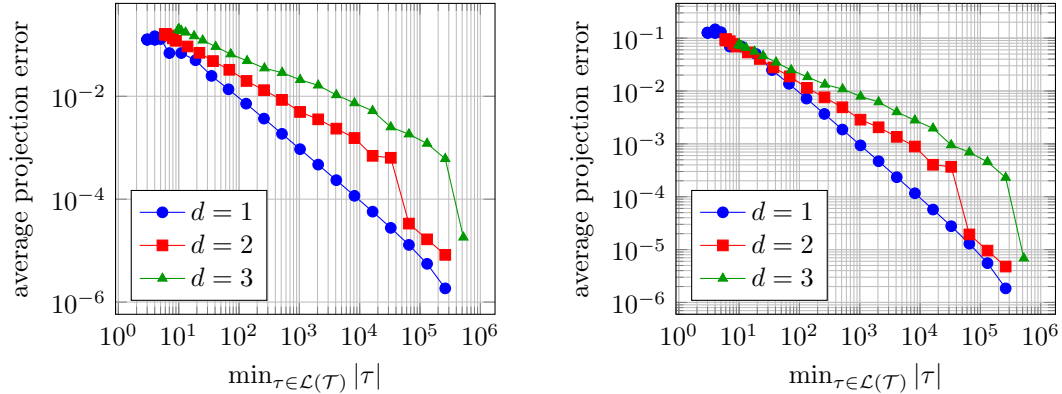 average projection error
10^{-2}
10^{-4}
10^{-6}
d = 1
d = 2
d = 3
10^0 10^1 10^2 10^3 10^4 10^5 10^6
min_{τ∈ℒ(𝒯)} |τ|
average projection error
10^{-1}
10^{-2}
10^{-3}
10^{-4}
10^{-5}
10^{-6}
d = 1
d = 2
d = 3
10^0 10^1 10^2 10^3 10^4 10^5 10^6
min_{τ∈ℒ(𝒯)} |τ|